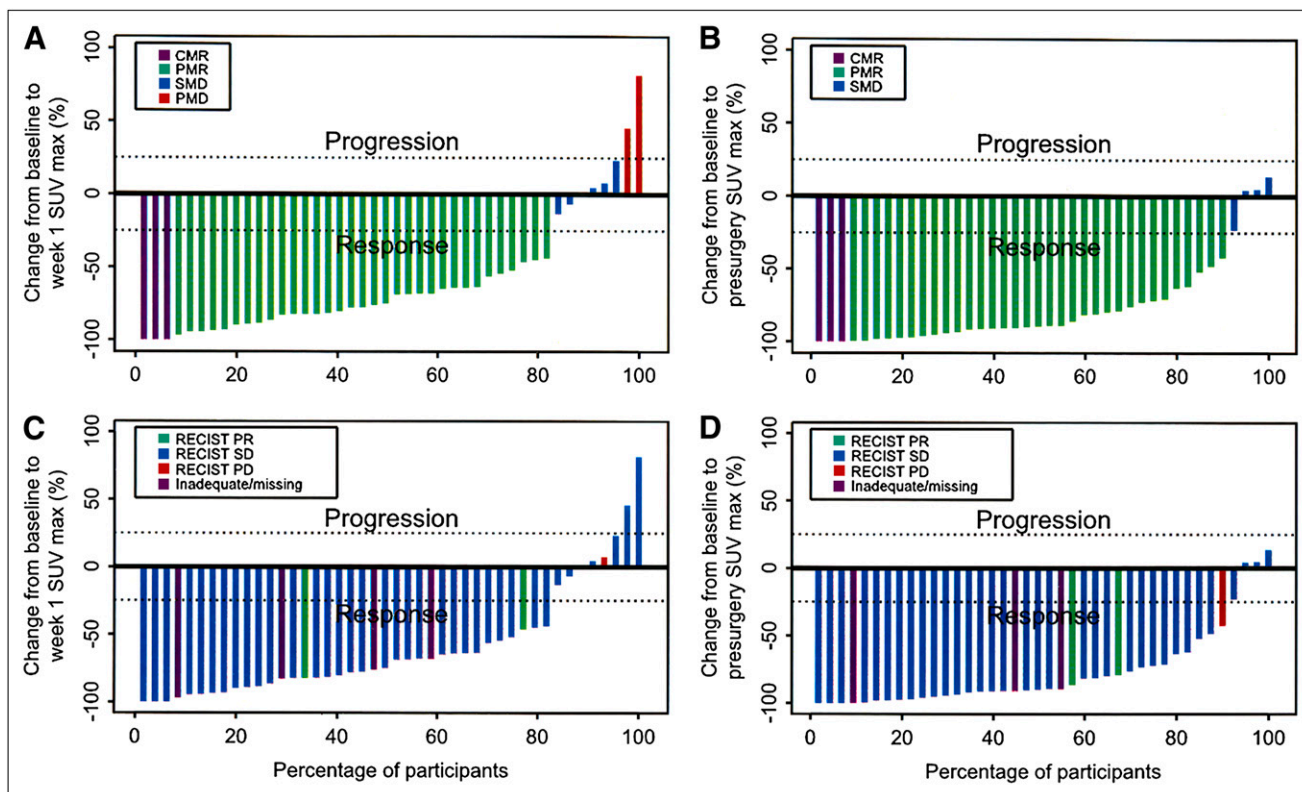 A
Change from baseline to
week 1 SUV max (%)
100
50
0
-50
-100
CMR
PMR
SMD
PMD
Progression
Response
0 20 40 60 80 100
B
Change from baseline to
presurgery SUV max (%)
100
50
0
-50
-100
CMR
PMR
SMD
Progression
Response
0 20 40 60 80 100
C
Change from baseline to
week 1 SUV max (%)
100
50
0
-50
-100
RECIST PR
RECIST SD
RECIST PD
Inadequate/missing
Progression
Response
0 20 40 60 80 100
Percentage of participants
D
Change from baseline to
presurgery SUV max (%)
100
50
0
-50
-100
RECIST PR
RECIST SD
RECIST PD
Inadequate/missing
Progression
Response
0 20 40 60 80 100
Percentage of participants